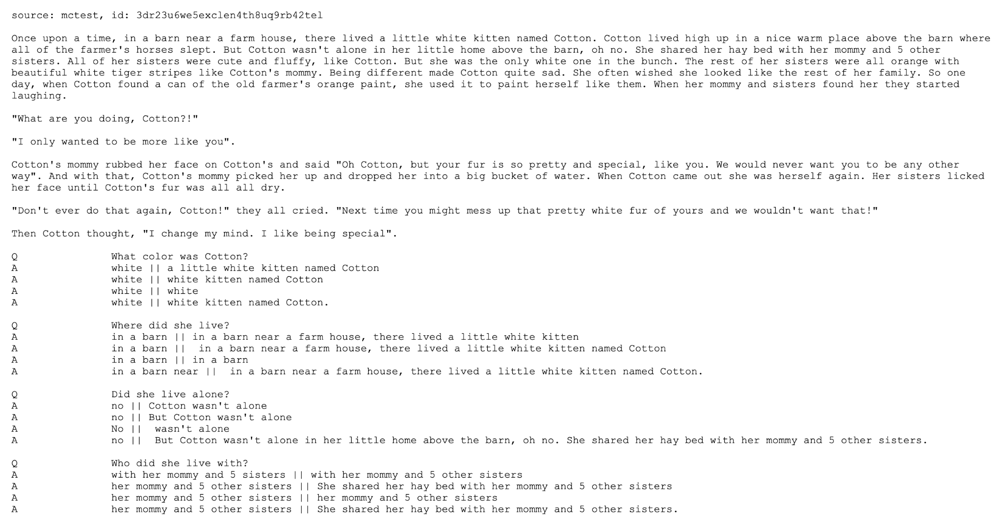 source: mctest, id: 3dr23u6we5exclen4th8uq9rb42tel
Once upon a time, in a barn near a farm house, there lived a little white kitten named Cotton. Cotton lived high up in a nice warm place above the barn where
all of the farmer's horses slept. But Cotton wasn't alone in her little home above the barn, oh no. She shared her hay bed with her mommy and 5 other
sisters. All of her sisters were cute and fluffy, like Cotton. But she was the only white one in the bunch. The rest of her sisters were all orange with
beautiful white tiger stripes like Cotton's mommy. Being different made Cotton quite sad. She often wished she looked like the rest of her family. So one
day, when Cotton found a can of the old farmer's orange paint, she used it to paint herself like them. When her mommy and sisters found her they started
laughing.
"What are you doing, Cotton?!"
"I only wanted to be more like you".
Cotton's mommy rubbed her face on Cotton's and said "Oh Cotton, but your fur is so pretty and special, like you. We would never want you to be any other
way". And with that, Cotton's mommy picked her up and dropped her into a big bucket of water. When Cotton came out she was herself again. Her sisters licked
her face until Cotton's fur was all all dry.
"Don't ever do that again, Cotton!" they all cried. "Next time you might mess up that pretty white fur of yours and we wouldn't want that!"
Then Cotton thought, "I change my mind. I like being special".
Q What color was Cotton?
A white || a little white kitten named Cotton
A white || white kitten named Cotton
A white || white
A white || white kitten named Cotton.
Q Where did she live?
A in a barn || in a barn near a farm house, there lived a little white kitten
A in a barn ||  in a barn near a farm house, there lived a little white kitten named Cotton
A in a barn || in a barn
A in a barn near ||  in a barn near a farm house, there lived a little white kitten named Cotton.
Q Did she live alone?
A no || Cotton wasn't alone
A no || But Cotton wasn't alone
A No ||  wasn't alone
A no ||  But Cotton wasn't alone in her little home above the barn, oh no. She shared her hay bed with her mommy and 5 other sisters.
Q Who did she live with?
A with her mommy and 5 sisters || with her mommy and 5 other sisters
A her mommy and 5 other sisters || She shared her hay bed with her mommy and 5 other sisters
A her mommy and 5 other sisters || her mommy and 5 other sisters
A her mommy and 5 other sisters || She shared her hay bed with her mommy and 5 other sisters.